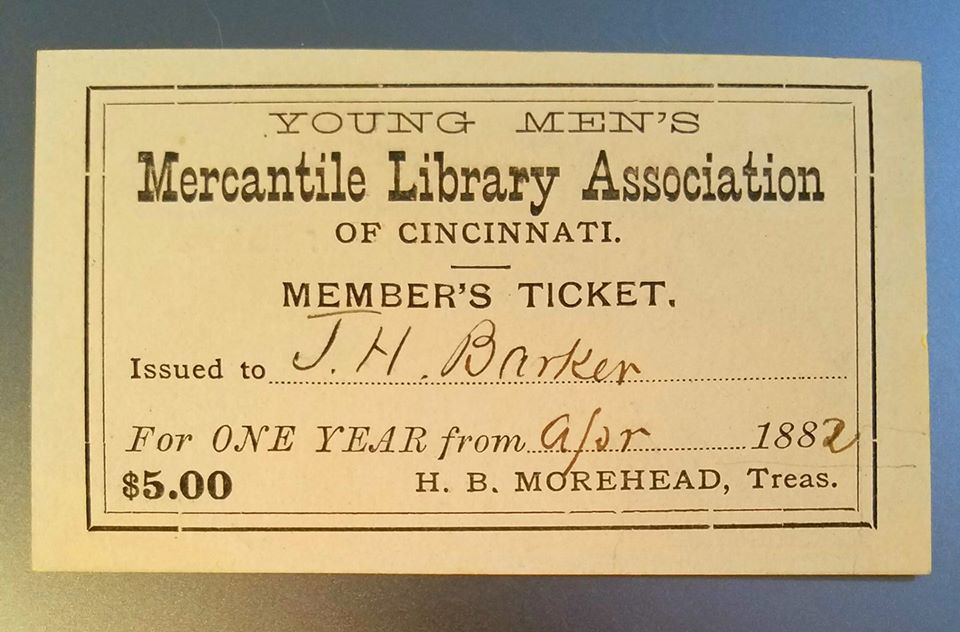 YOUNG MEN'S
Mercantile Library Association
OF CINCINNATI.
MEMBER'S TICKET.
Issued to J. H. Barker
For ONE YEAR from Apr 1882
$5.00 H. B. MOREHEAD, Treas.